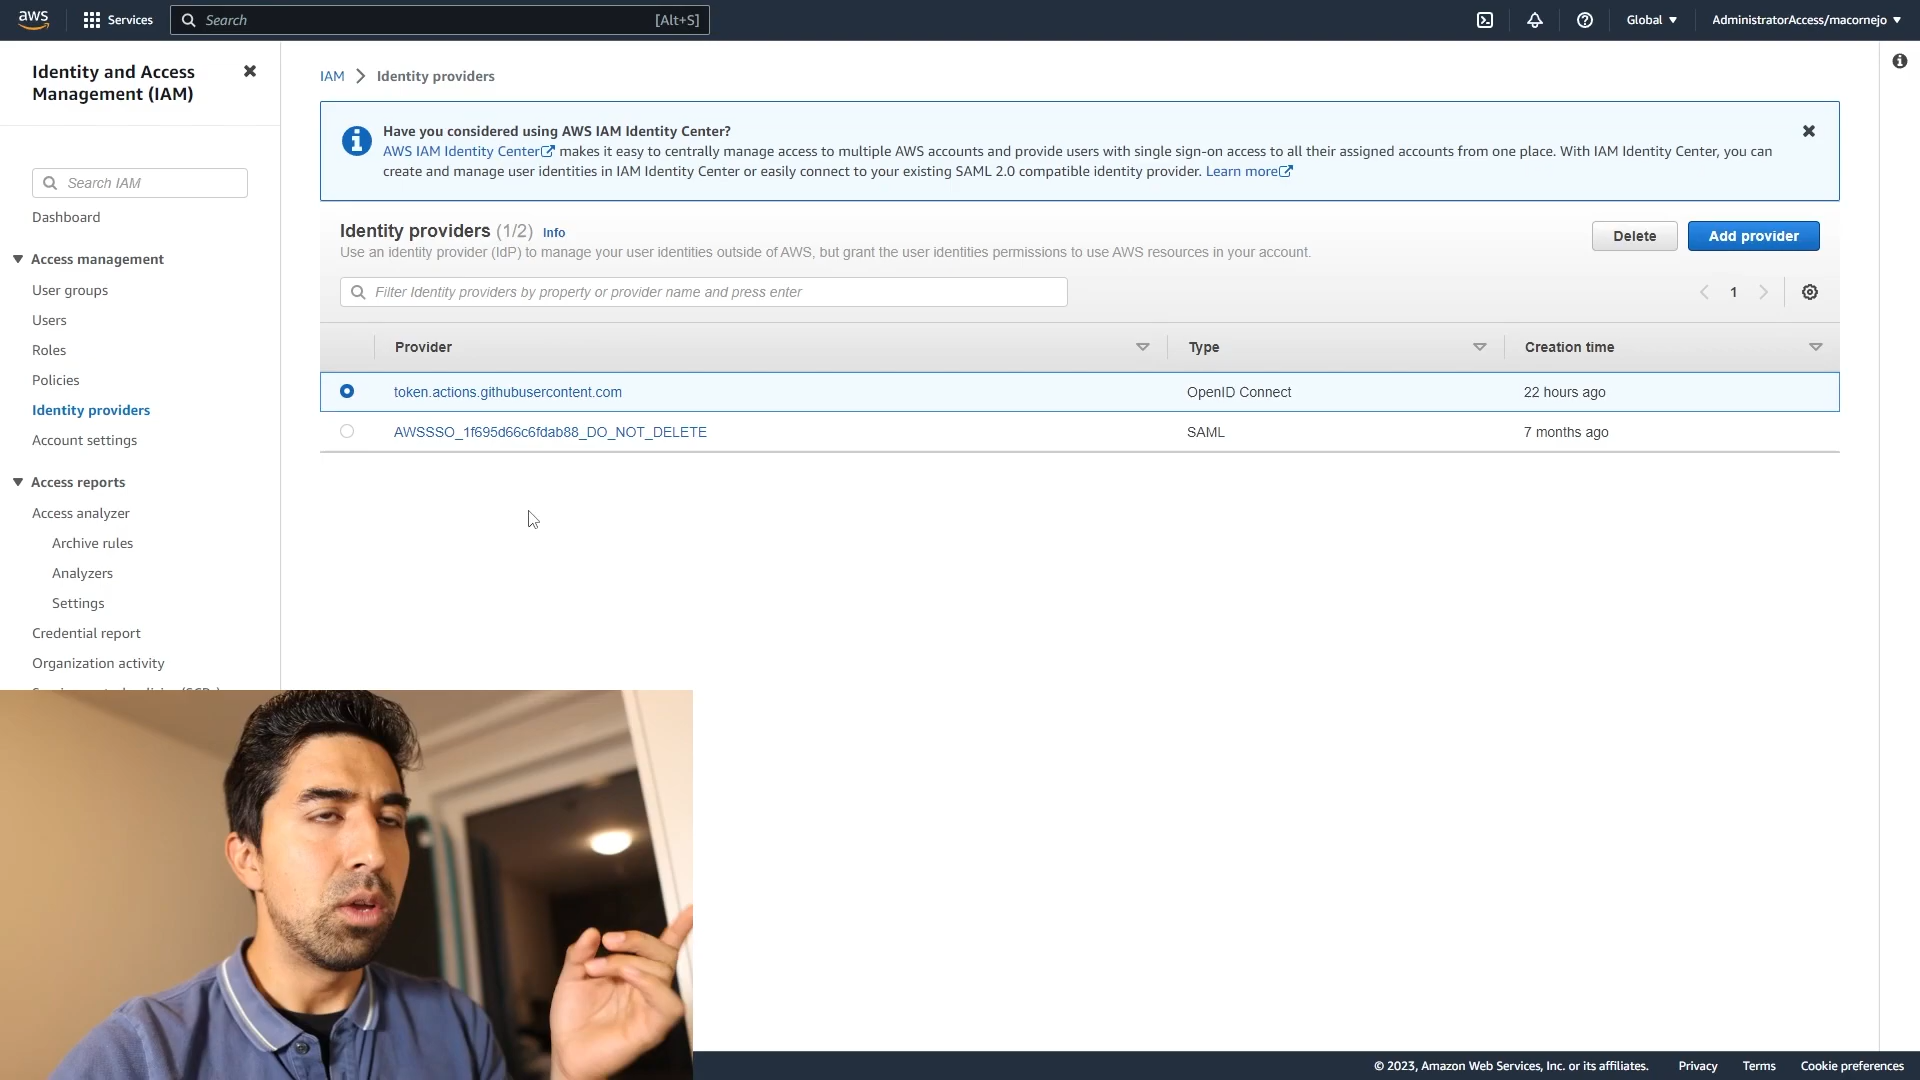 aws
Services
Search
[Alt+S]
Global
AdministratorAccess/macornejo
Identity and Access
Management (IAM)
Search IAM
Dashboard
Access management
User groups
Users
Roles
Policies
Identity providers
Account settings
Access reports
Access analyzer
Archive rules
Analyzers
Settings
Credential report
Organization activity
IAM > Identity providers
Have you considered using AWS IAM Identity Center?
AWS IAM Identity Center makes it easy to centrally manage access to multiple AWS accounts and provide users with single sign-on access to all their assigned accounts from one place. With IAM Identity Center, you can
create and manage user identities in IAM Identity Center or easily connect to your existing SAML 2.0 compatible identity provider. Learn more
Identity providers (1/2) Info
Use an identity provider (IdP) to manage your user identities outside of AWS, but grant the user identities permissions to use AWS resources in your account.
Delete
Add provider
Filter Identity providers by property or provider name and press enter
1
Provider Type Creation time
token.actions.githubusercontent.com OpenID Connect 22 hours ago
AWSSSO_1f695d66c6fdab88_DO_NOT_DELETE SAML 7 months ago
© 2023, Amazon Web Services, Inc. or its affiliates. Privacy Terms Cookie preferences